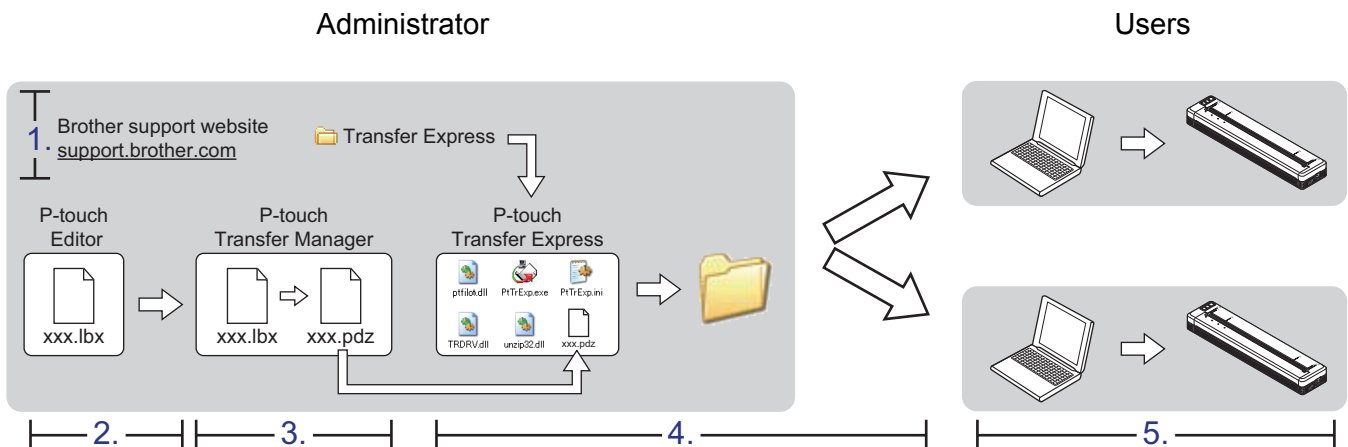 Administrator
Users
1.
Brother support website
support.brother.com
Transfer Express
P-touch
Editor
xxx.lbx
P-touch
Transfer Manager
xxx.lbx
xxx.pdz
P-touch
Transfer Express
ptfilot.dll
PtTrExp.exe
PtTrExp.ini
TRDRV.dll
unzip32.dll
xxx.pdz
2.
3.
4.
5.